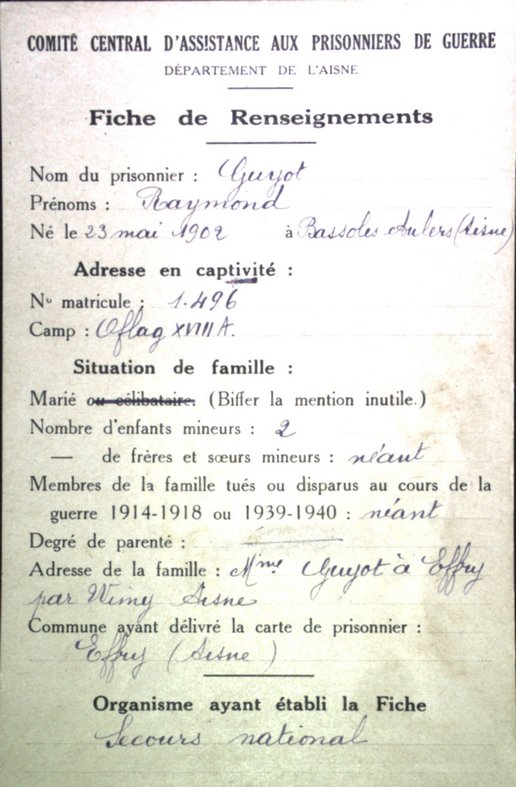 COMITÉ CENTRAL D'ASSISTANCE AUX PRISONNIERS DE GUERRE
DÉPARTEMENT DE L'AISNE
Fiche de Renseignements
Nom du prisonnier : Guyot
Prénoms : Raymond
Né le 23 mai 1902 à Bassoles Aulers (Aisne)
Adresse en captivité :
No matricule : 1.496
Camp : Oflag XVIII A.
Situation de famille :
Marié ou célibataire. (Biffer la mention inutile.)
Nombre d'enfants mineurs : 2
— de frères et sœurs mineurs : néant
Membres de la famille tués ou disparus au cours de la
guerre 1914-1918 ou 1939-1940 : néant
Degré de parenté :
Adresse de la famille : Mme Guyot à Effry
par Wimy Aisne
Commune ayant délivré la carte de prisonnier :
Effry (Aisne)
Organisme ayant établi la Fiche
Secours national